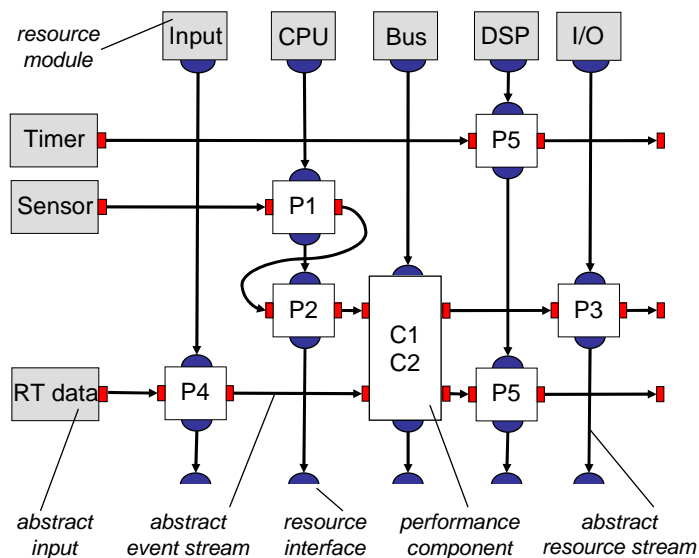 resource
module
Input
CPU
Bus
DSP
I/O
Timer
P5
Sensor
P1
P2
C1
C2
P3
RT data
P4
P5
abstract
input
abstract
event stream
resource
interface
performance
component
abstract
resource stream